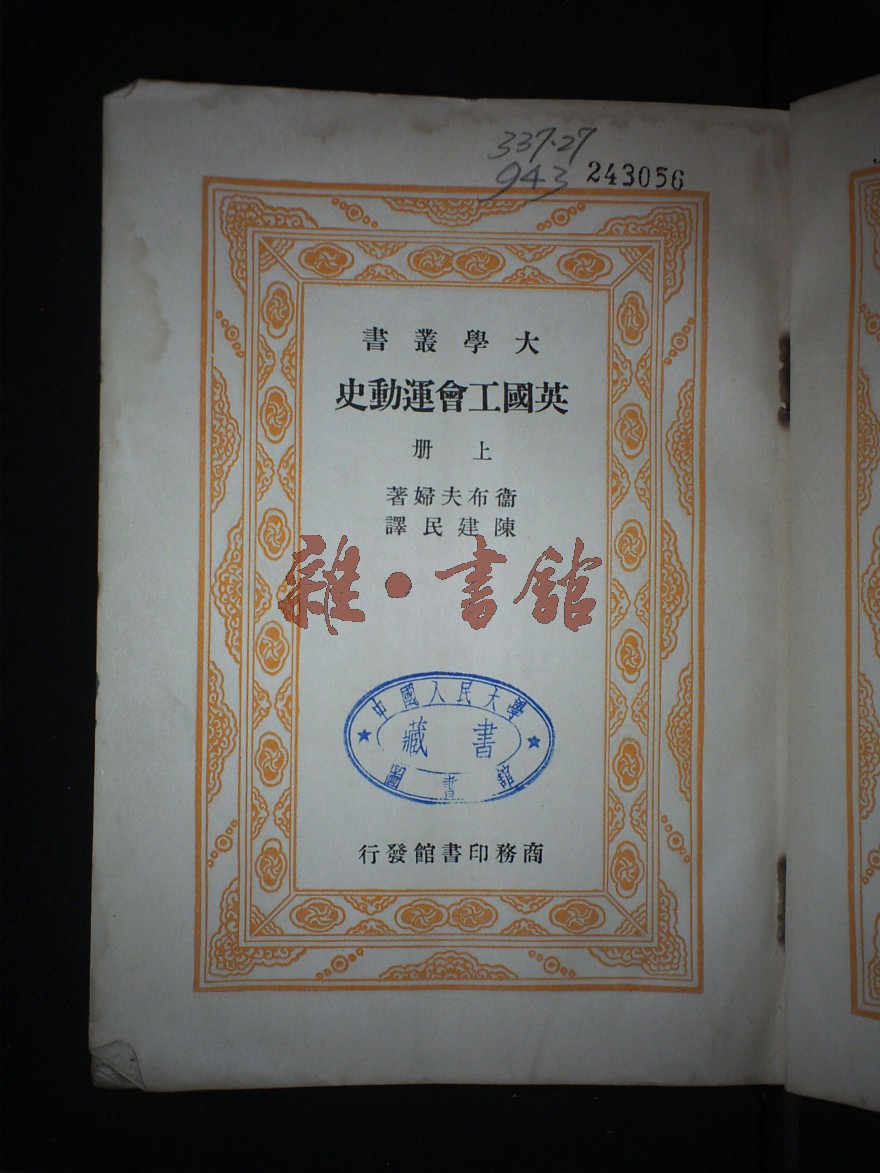 337.27
943
243056
大學叢書
英國工會運動史
上册
衞布夫婦著
陳建民譯
雜·書館
中國人民大學
藏書
圖書館
商務印書館發行